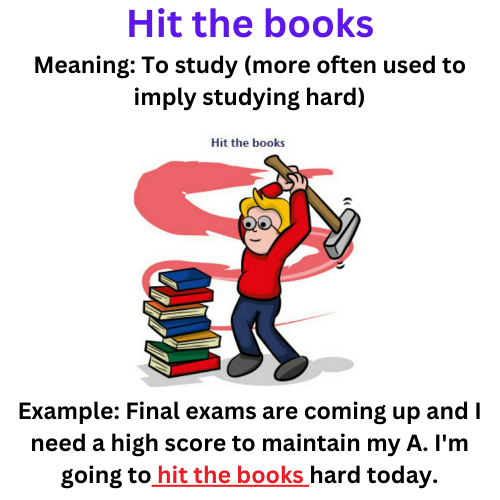 Hit the books
Meaning: To study (more often used to
imply studying hard)
Hit the books
Example: Final exams are coming up and I
need a high score to maintain my A. I'm
going to hit the books hard today.